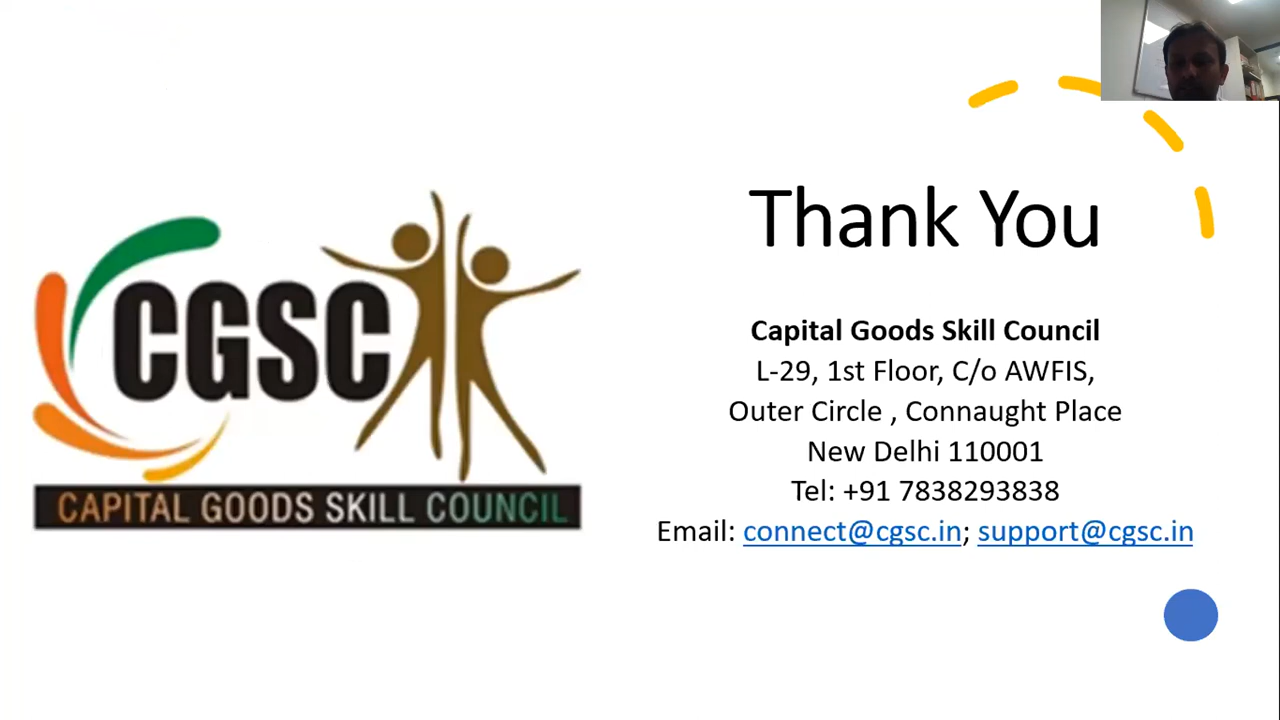 CGSC
CAPITAL GOODS SKILL COUNCIL
Thank You
Capital Goods Skill Council
L-29, 1st Floor, C/o AWFIS,
Outer Circle , Connaught Place
New Delhi 110001
Tel: +91 7838293838
Email: connect@cgsc.in; support@cgsc.in